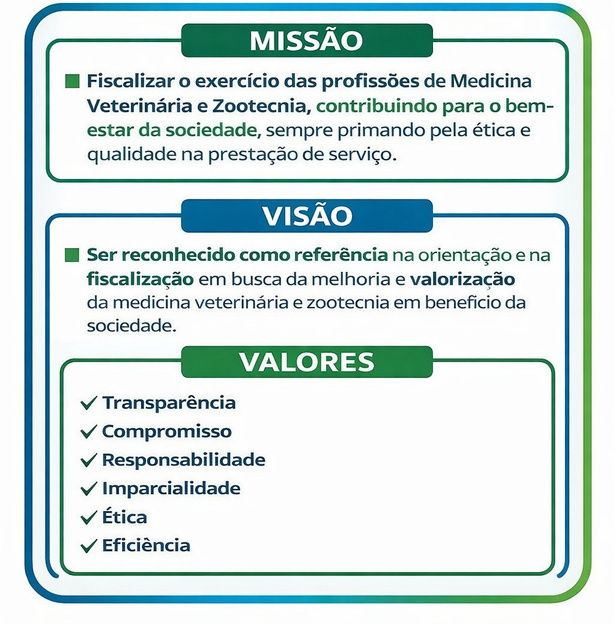 MISSÃO
Fiscalizar o exercício das profissões de Medicina
Veterinária e Zootecnia, contribuindo para o bem-
estar da sociedade, sempre primando pela ética e
qualidade na prestação de serviço.
VISÃO
Ser reconhecido como referência na orientação e na
fiscalização em busca da melhoria e valorização
da medicina veterinária e zootecnia em benefício da
sociedade.
VALORES
Transparência
Compromisso
Responsabilidade
Imparcialidade
Ética
Eficiência